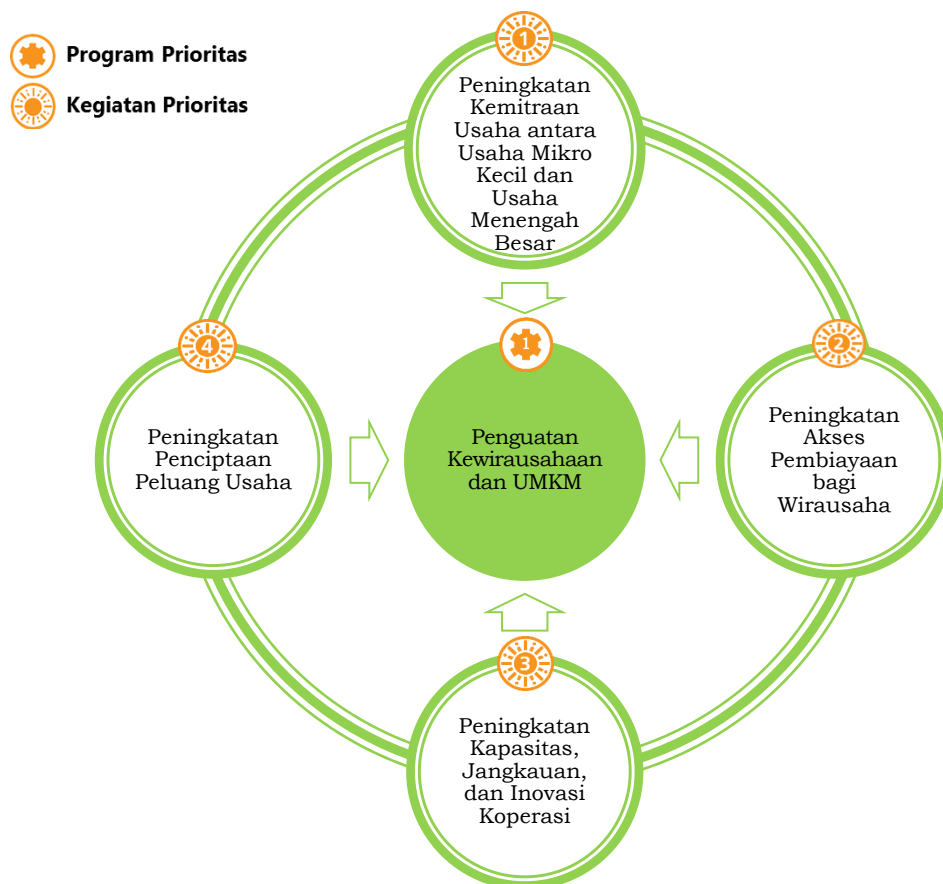 Program Prioritas
Kegiatan Prioritas
1
Peningkatan
Kemitraan
Usaha antara
Usaha Mikro
Kecil dan
Usaha
Menengah
Besar
2
Peningkatan
Akses
Pembiayaan
bagi
Wirausaha
3
Peningkatan
Kapasitas,
Jangkauan,
dan Inovasi
Koperasi
4
Peningkatan
Penciptaan
Peluang Usaha
1
Penguatan
Kewirausahaan
dan UMKM